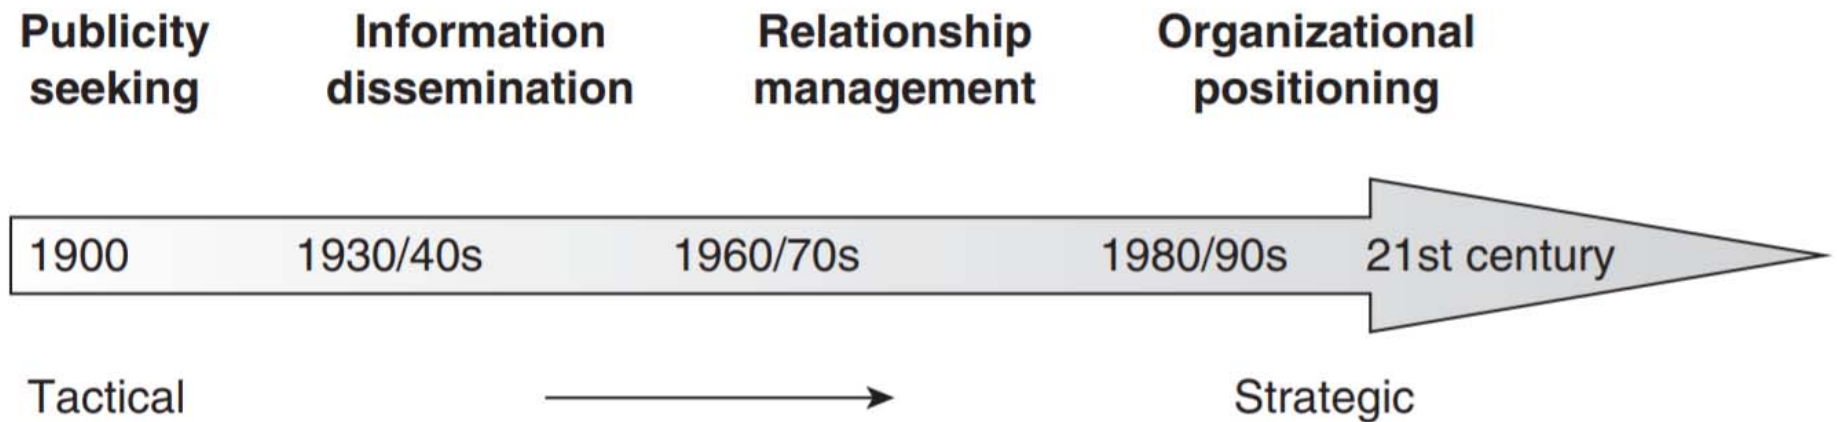 Publicity seeking
Information dissemination
Relationship management
Organizational positioning
1900 1930/40s 1960/70s 1980/90s 21st century
Tactical Strategic